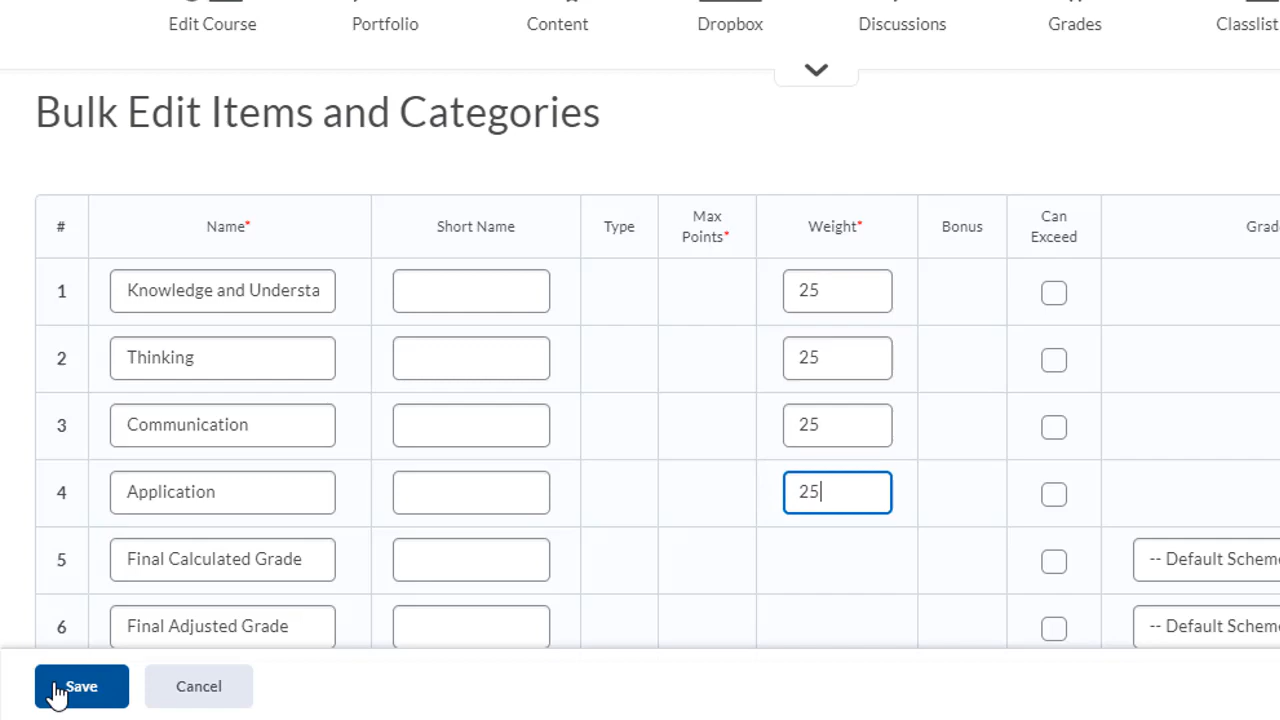 Edit Course Portfolio Content Dropbox Discussions Grades Classlist
Bulk Edit Items and Categories
# Name* Short Name Type Max Points* Weight* Bonus Can Exceed Grad
1 Knowledge and Understa 25
2 Thinking 25
3 Communication 25
4 Application 25
5 Final Calculated Grade -- Default Scheme
6 Final Adjusted Grade -- Default Scheme
Save Cancel